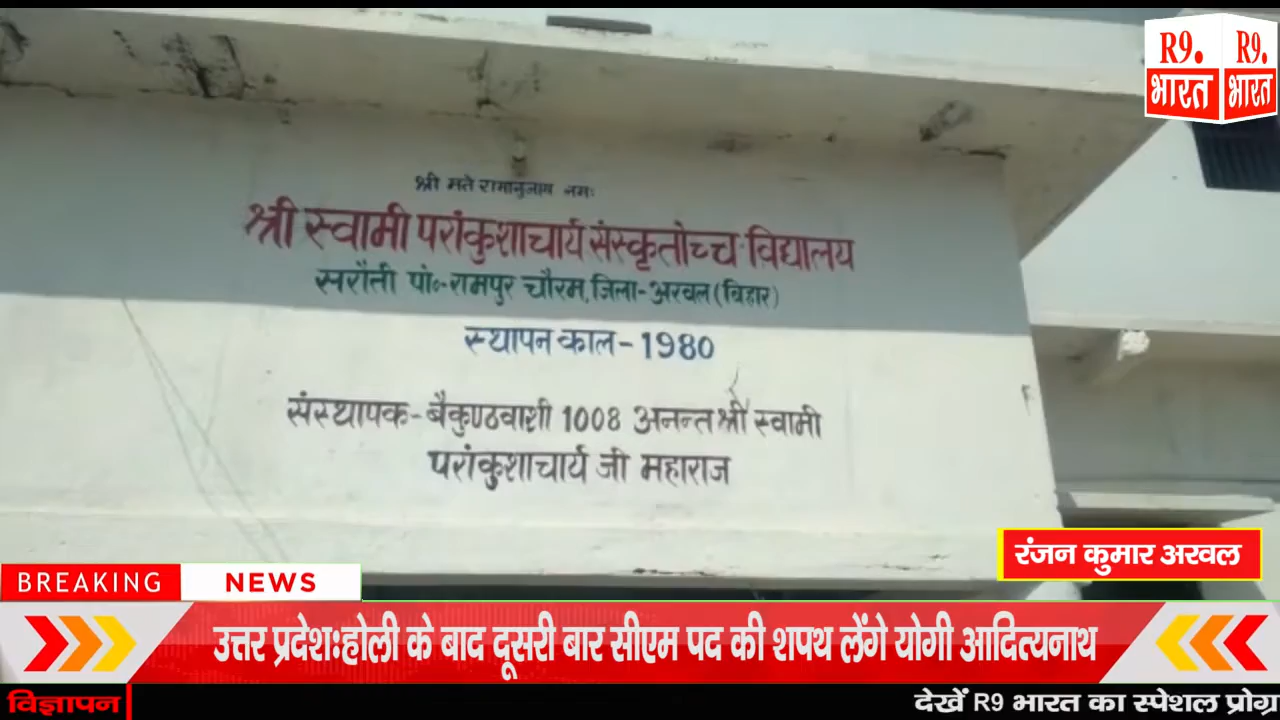 R9.
भारत
R9.
भारत
श्री मते रामानुजाय नमः
श्री स्वामी परांकुशाचार्य संस्कृतोच्च विद्यालय
सरौती पो०-रामपुर चौरम, जिला-अरवल (बिहार)
स्थापन काल-1980
संस्थापक-बैकुण्ठवाशी 1008 अनन्त श्री स्वामी
परांकुशाचार्य जी महाराज
रंजन कुमार अरवल
BREAKING NEWS
उत्तर प्रदेश:होली के बाद दूसरी बार सीएम पद की शपथ लेंगे योगी आदित्यनाथ
विज्ञापन
देखें R9 भारत का स्पेशल प्रोग्र